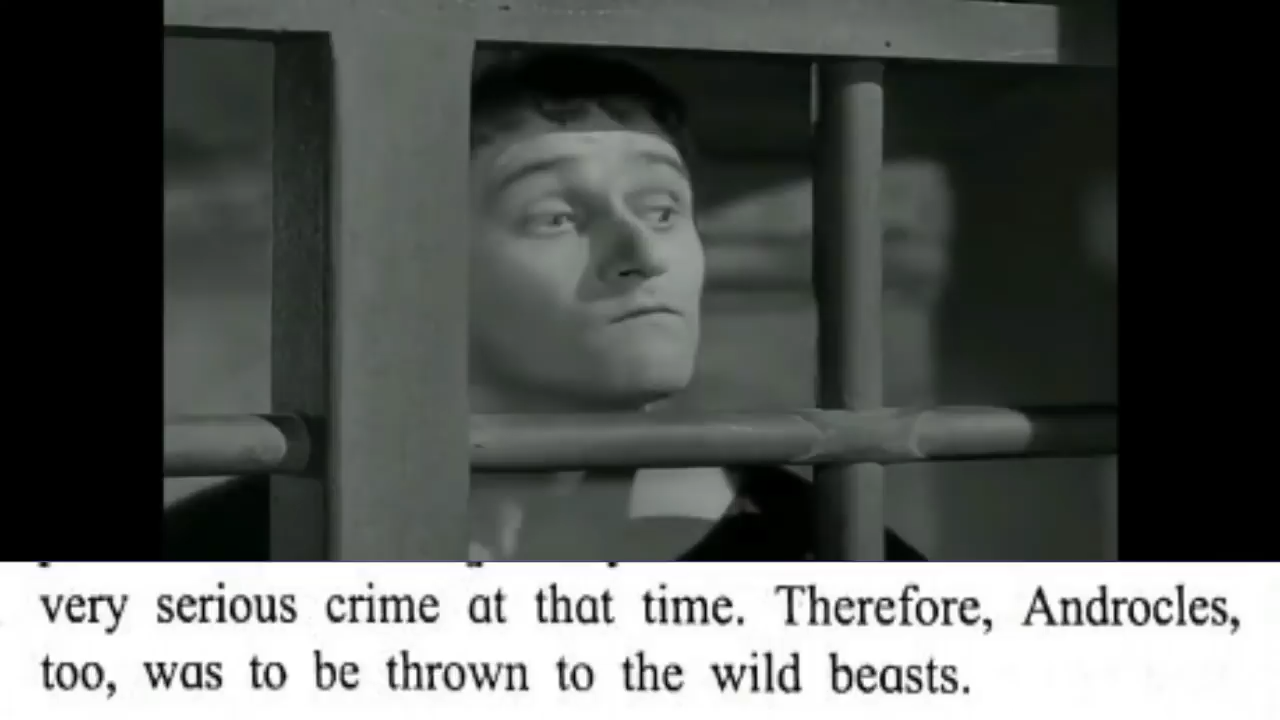 very serious crime at that time. Therefore, Androcles,
too, was to be thrown to the wild beasts.